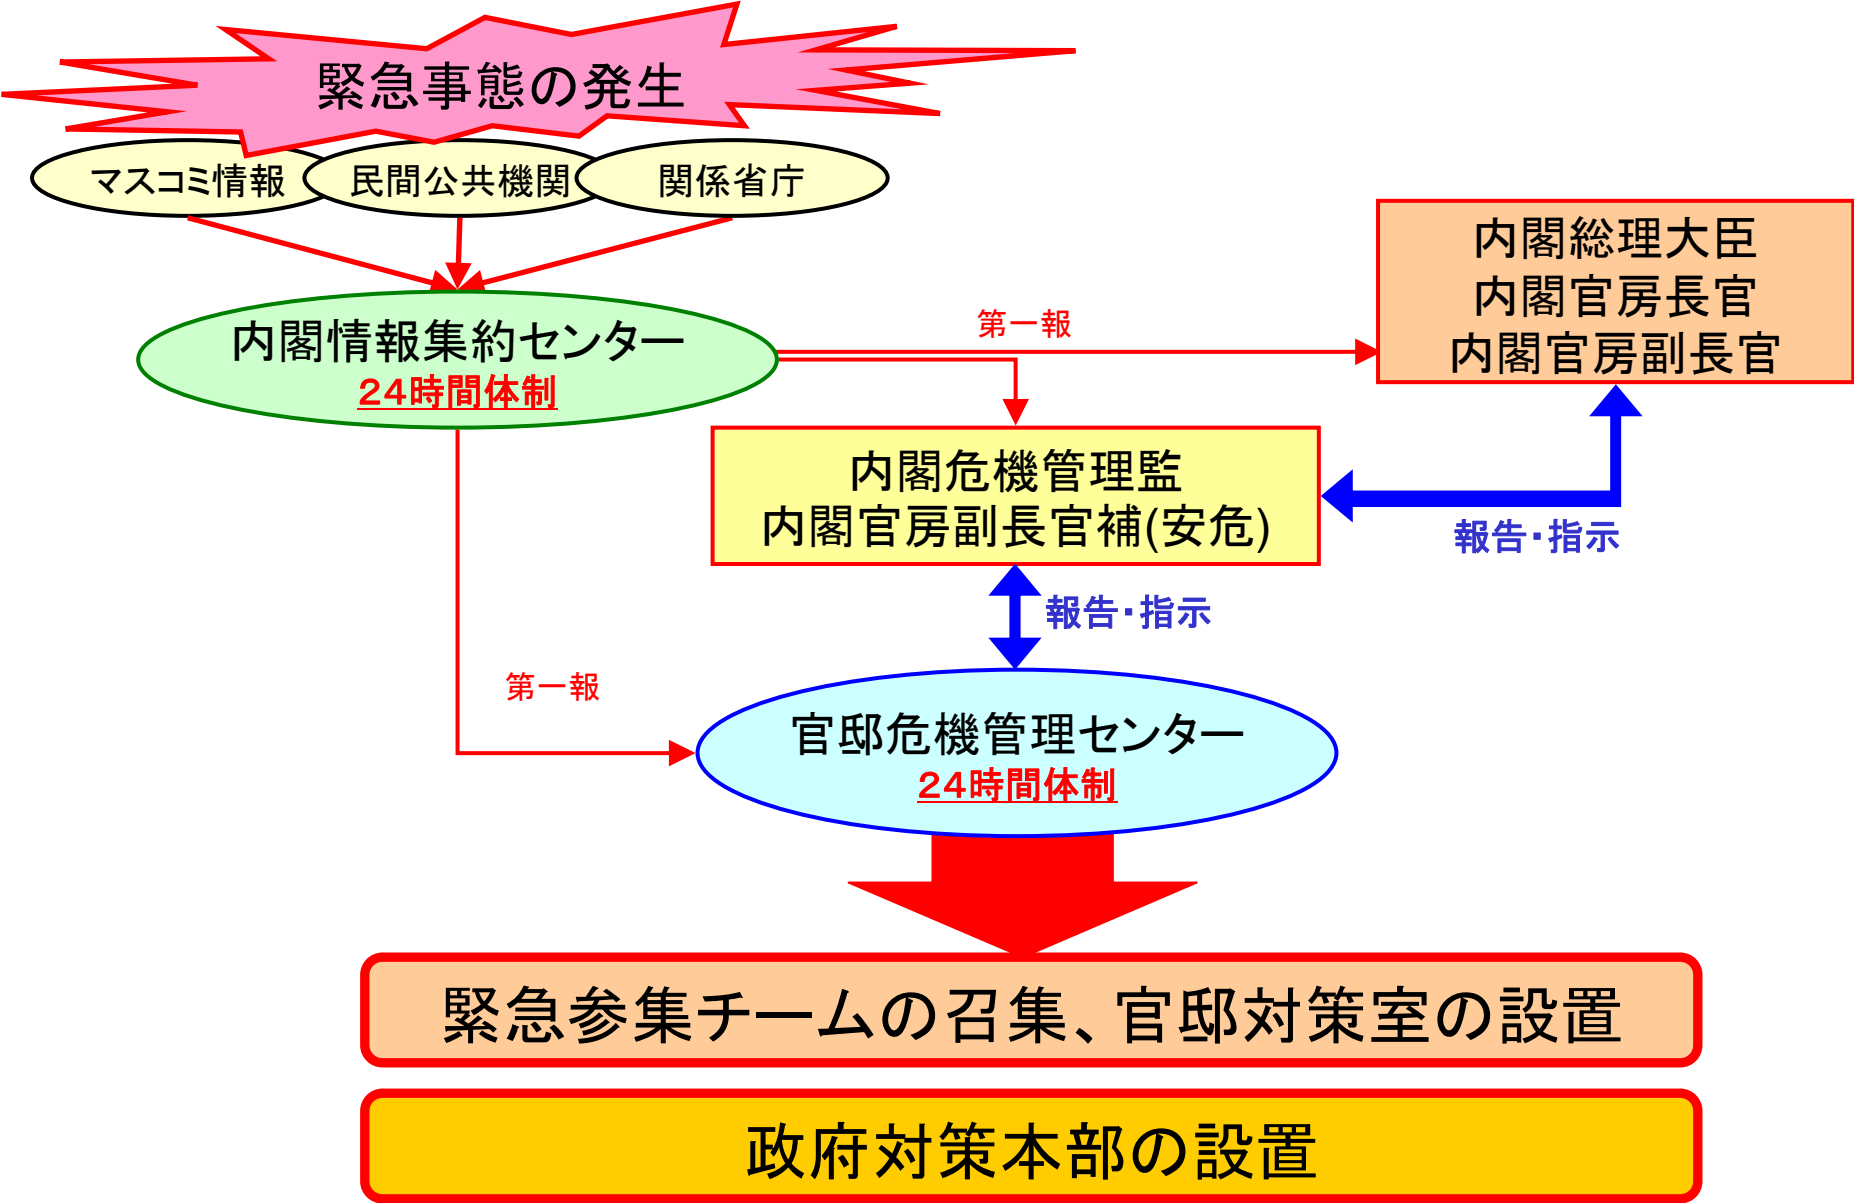 緊急事態の発生
マスコミ情報
民間公共機関
関係省庁
内閣総理大臣
内閣官房長官
内閣官房副長官
第一報
内閣情報集約センター
24時間体制
内閣危機管理監
内閣官房副長官補(安危)
報告・指示
報告・指示
第一報
官邸危機管理センター
24時間体制
緊急参集チームの召集、官邸対策室の設置
政府対策本部の設置